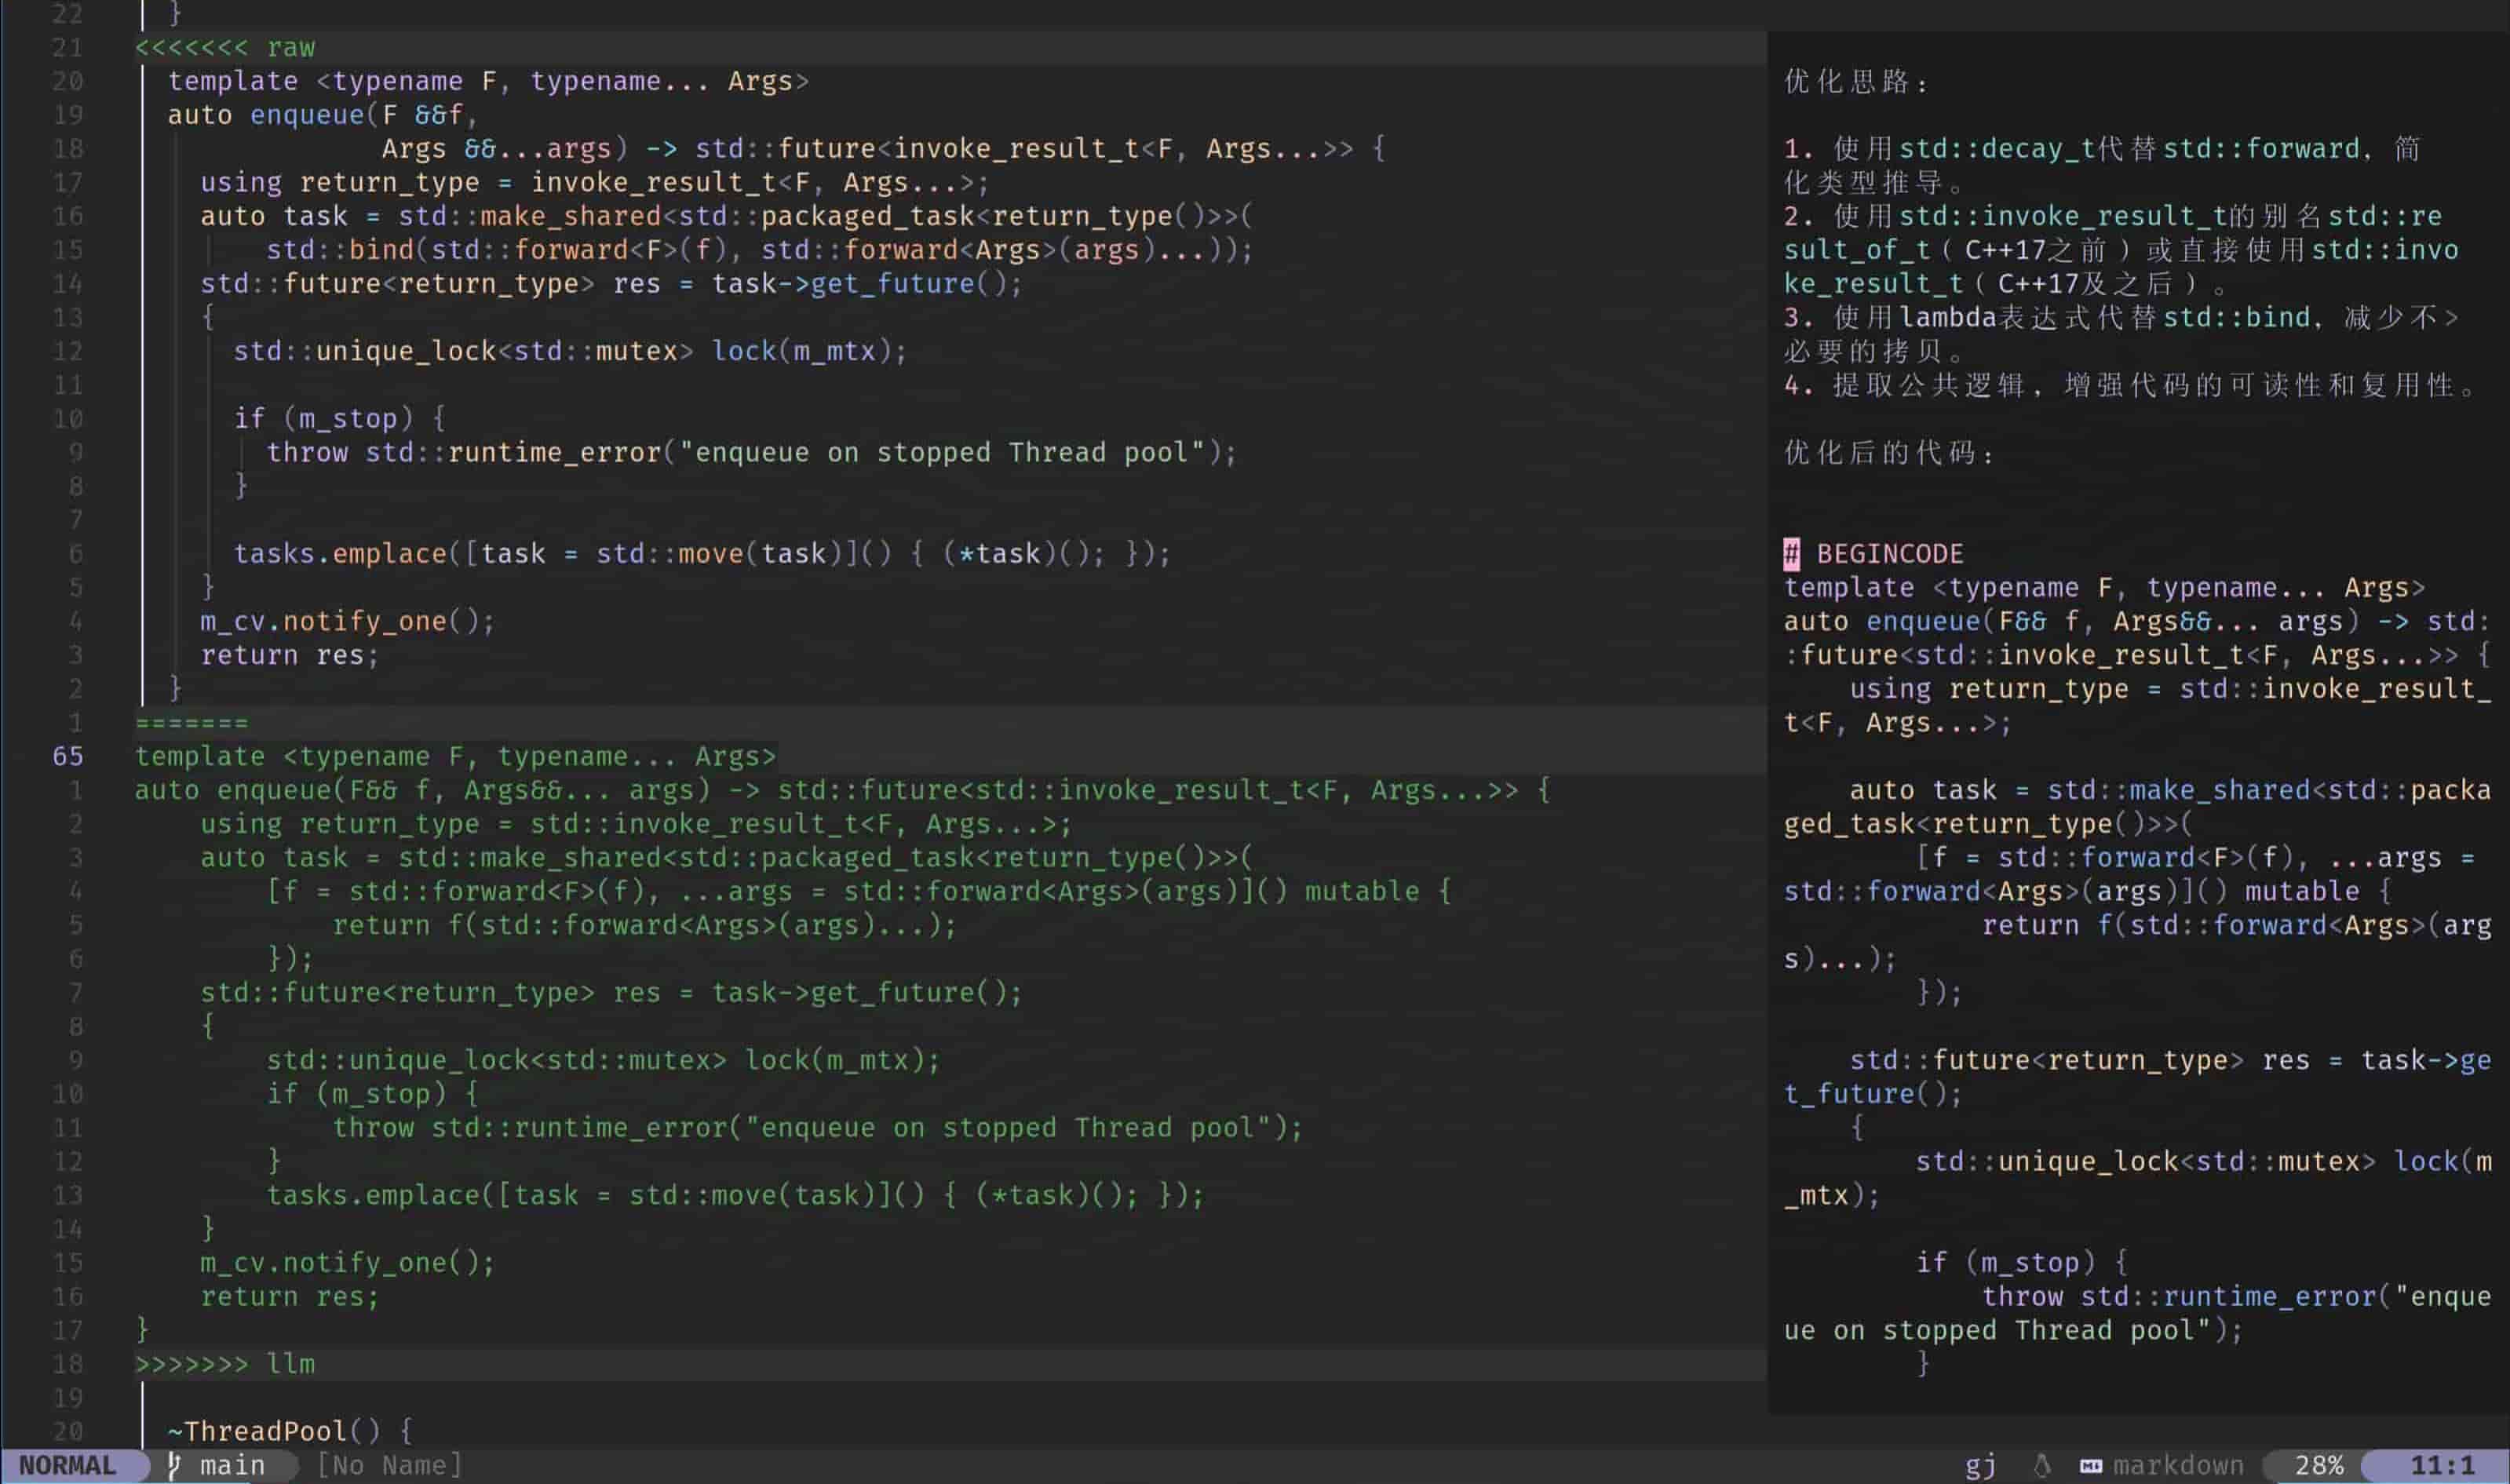 22     }
21 <<<<<<< raw
20   template <typename F, typename... Args>
19   auto enqueue(F &&f,
18                Args &&...args) -> std::future<invoke_result_t<F, Args...>> {
17     using return_type = invoke_result_t<F, Args...>;
16     auto task = std::make_shared<std::packaged_task<return_type()>>(
15         std::bind(std::forward<F>(f), std::forward<Args>(args)...));
14     std::future<return_type> res = task->get_future();
13     {
12       std::unique_lock<std::mutex> lock(m_mtx);
11
10       if (m_stop) {
9         throw std::runtime_error("enqueue on stopped Thread pool");
8       }
7
6       tasks.emplace([task = std::move(task)]() { (*task)(); });
5     }
4     m_cv.notify_one();
3     return res;
2   }
1 =======
65 template <typename F, typename... Args>
1 auto enqueue(F&& f, Args&&... args) -> std::future<std::invoke_result_t<F, Args...>> {
2     using return_type = std::invoke_result_t<F, Args...>;
3     auto task = std::make_shared<std::packaged_task<return_type()>>(
4         [f = std::forward<F>(f), ...args = std::forward<Args>(args)]() mutable {
5             return f(std::forward<Args>(args)...);
6         });
7     std::future<return_type> res = task->get_future();
8     {
9         std::unique_lock<std::mutex> lock(m_mtx);
10         if (m_stop) {
11             throw std::runtime_error("enqueue on stopped Thread pool");
12         }
13         tasks.emplace([task = std::move(task)]() { (*task)(); });
14     }
15     m_cv.notify_one();
16     return res;
17 }
18 >>>>>>> llm
19
20   ~ThreadPool() {
优化思路：
1. 使用std::decay_t代替std::forward，简
化类型推导。
2. 使用std::invoke_result_t的别名std::re
sult_of_t（C++17之前）或直接使用std::invo
ke_result_t（C++17及之后）。
3. 使用lambda表达式代替std::bind，减少不>
必要的拷贝。
4. 提取公共逻辑，增强代码的可读性和复用性。
优化后的代码：
# BEGINCODE
template <typename F, typename... Args>
auto enqueue(F&& f, Args&&... args) -> std:
:future<std::invoke_result_t<F, Args...>> {
    using return_type = std::invoke_result_
t<F, Args...>;
    auto task = std::make_shared<std::packa
ged_task<return_type()>>(
        [f = std::forward<F>(f), ...args =
std::forward<Args>(args)]() mutable {
            return f(std::forward<Args>(arg
s)...);
        });
    std::future<return_type> res = task->ge
t_future();
    {
        std::unique_lock<std::mutex> lock(m
_mtx);
        if (m_stop) {
            throw std::runtime_error("enque
ue on stopped Thread pool");
        }
NORMAL main [No Name] gj markdown 28% 11:1